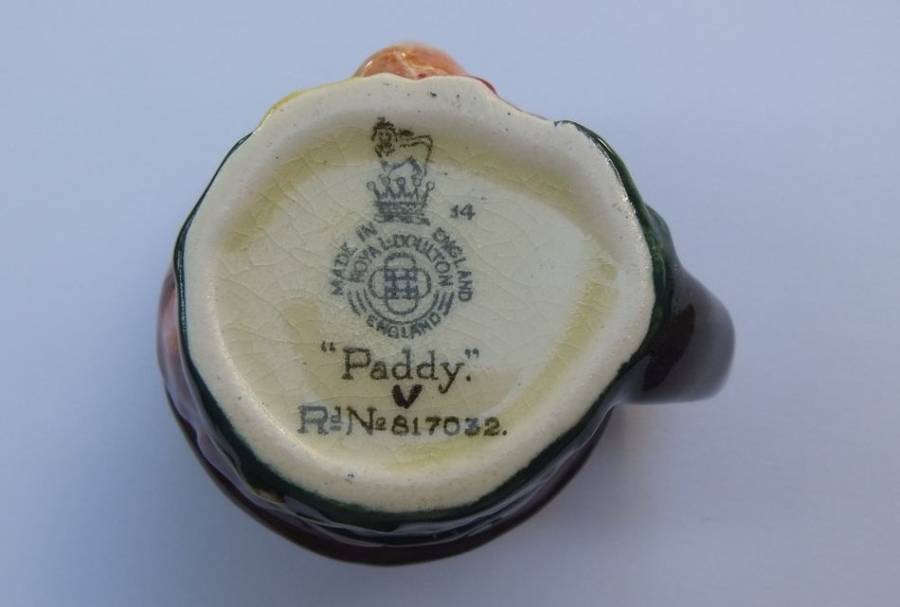 14
MADE IN ENGLAND
ROYAL·DOULTON
ENGLAND
"Paddy."
V
Rd No 817032.